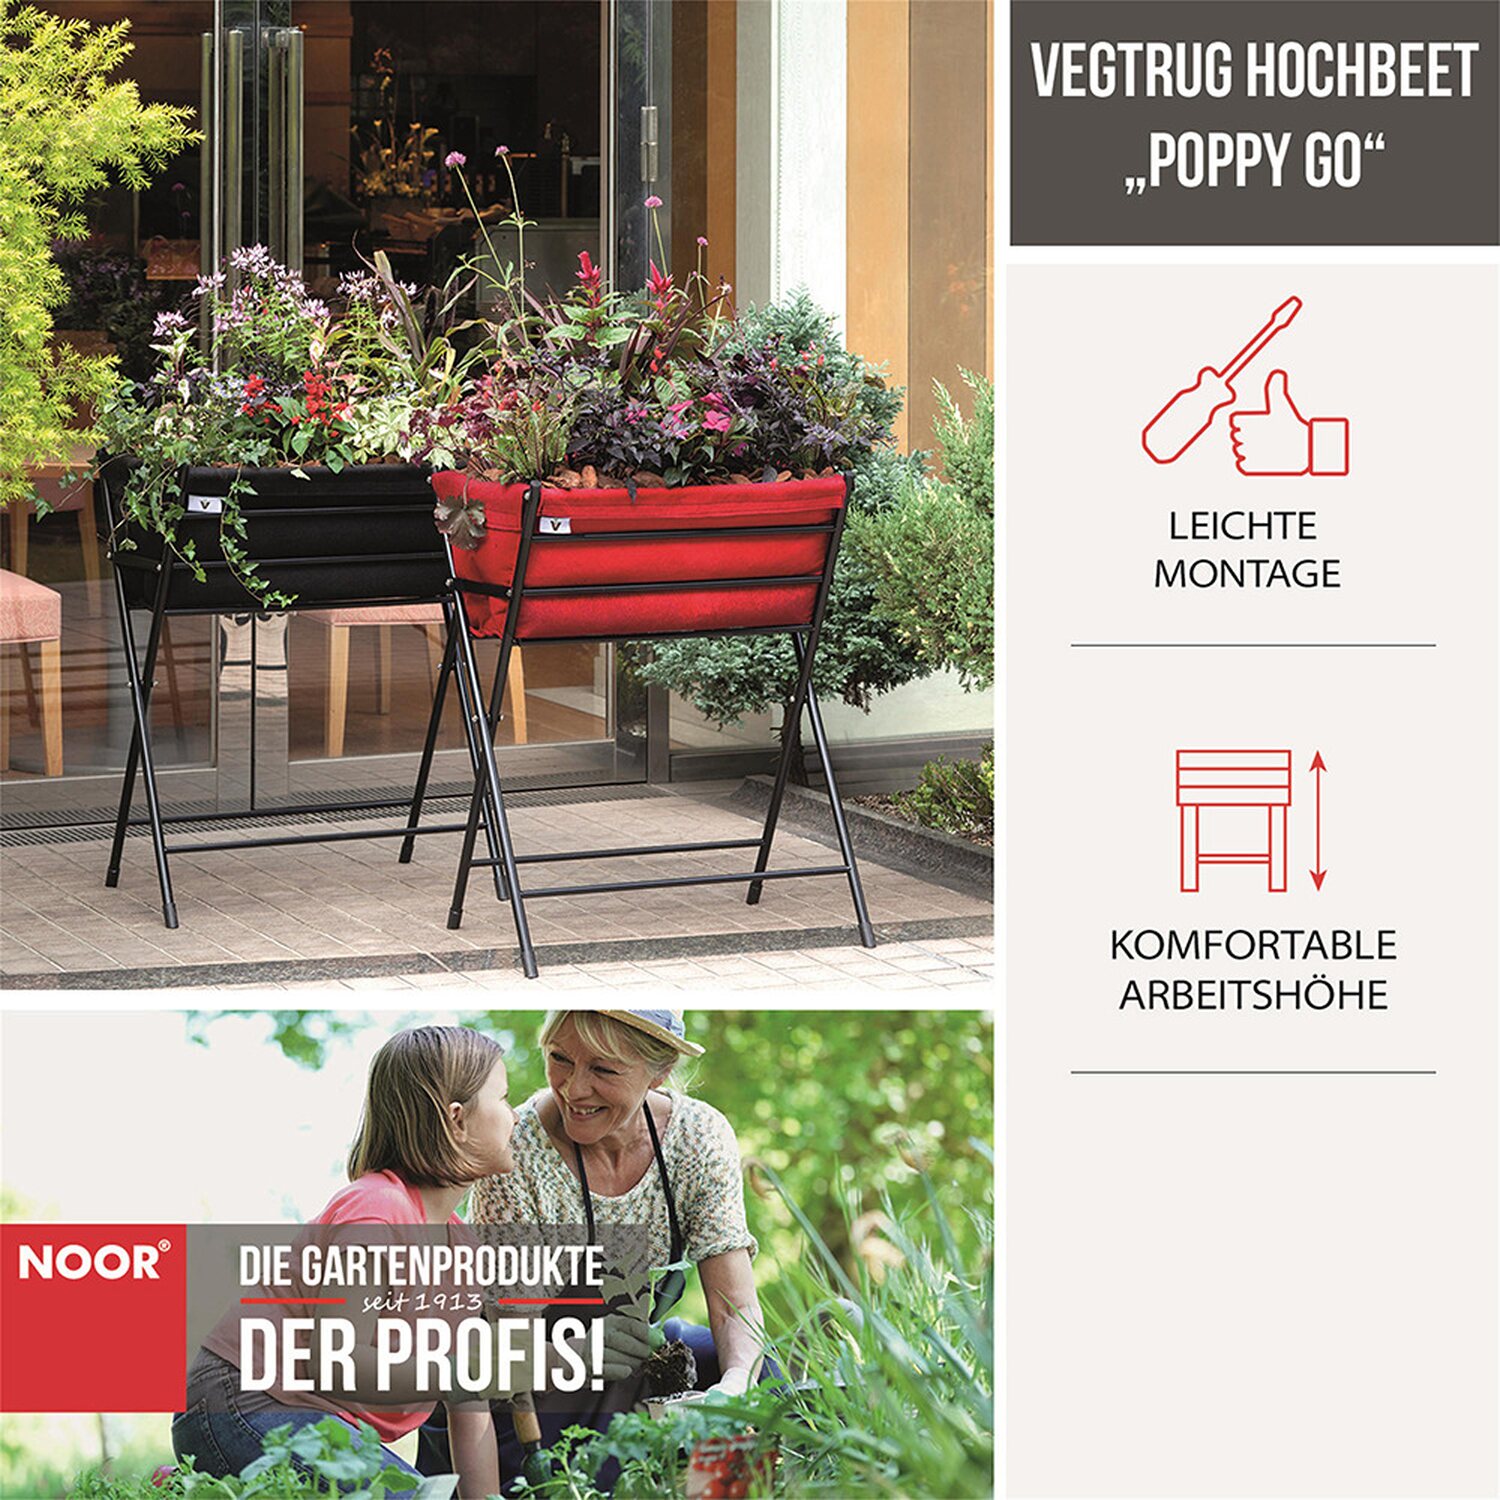 VEGTRUG HOCHBEET
„POPPY GO“
LEICHTE
MONTAGE
KOMFORTABLE
ARBEITSHÖHE
NOOR®
DIE GARTENPRODUKTE
seit 1913
DER PROFIS!